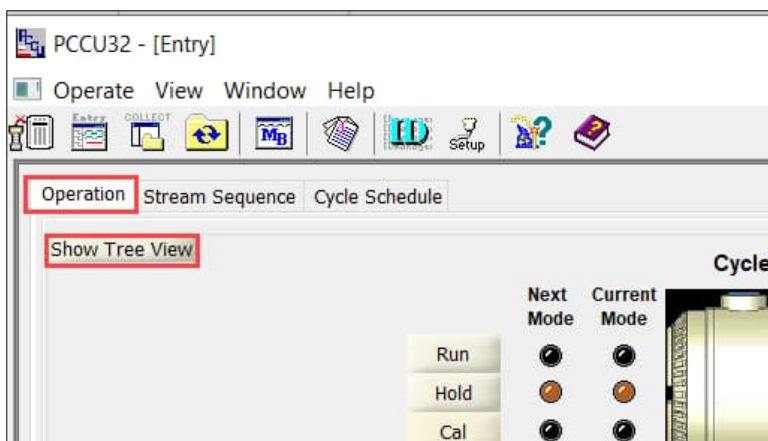 PCCU32 - [Entry]
Operate View Window Help
Entry COLLECT MB Setup
Operation Stream Sequence Cycle Schedule
Show Tree View
Cycle
Next Current
Mode Mode
Run
Hold
Cal